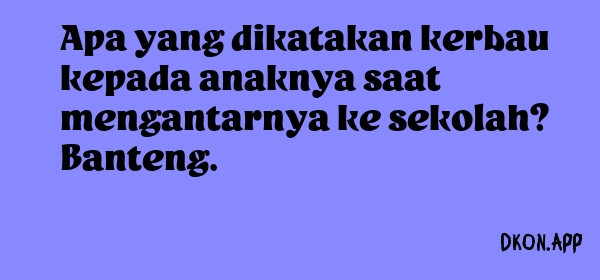 Apa yang dikatakan kerbau
kepada anaknya saat
mengantarnya ke sekolah?
Banteng.
DKON.APP